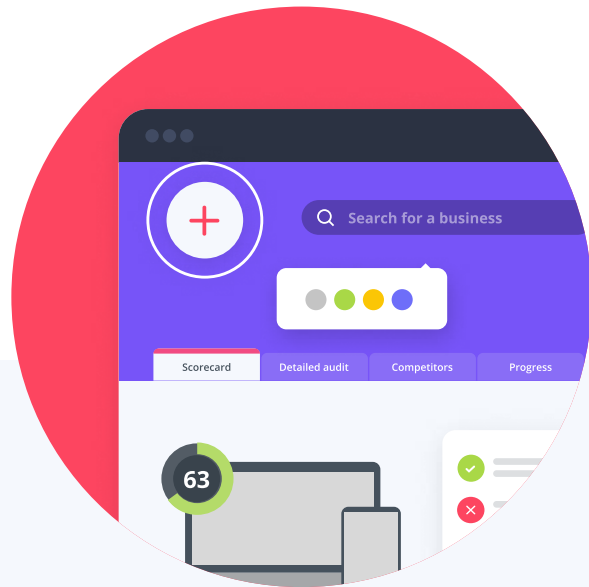 Search for a business
Scorecard
Detailed audit
Competitors
Progress
63